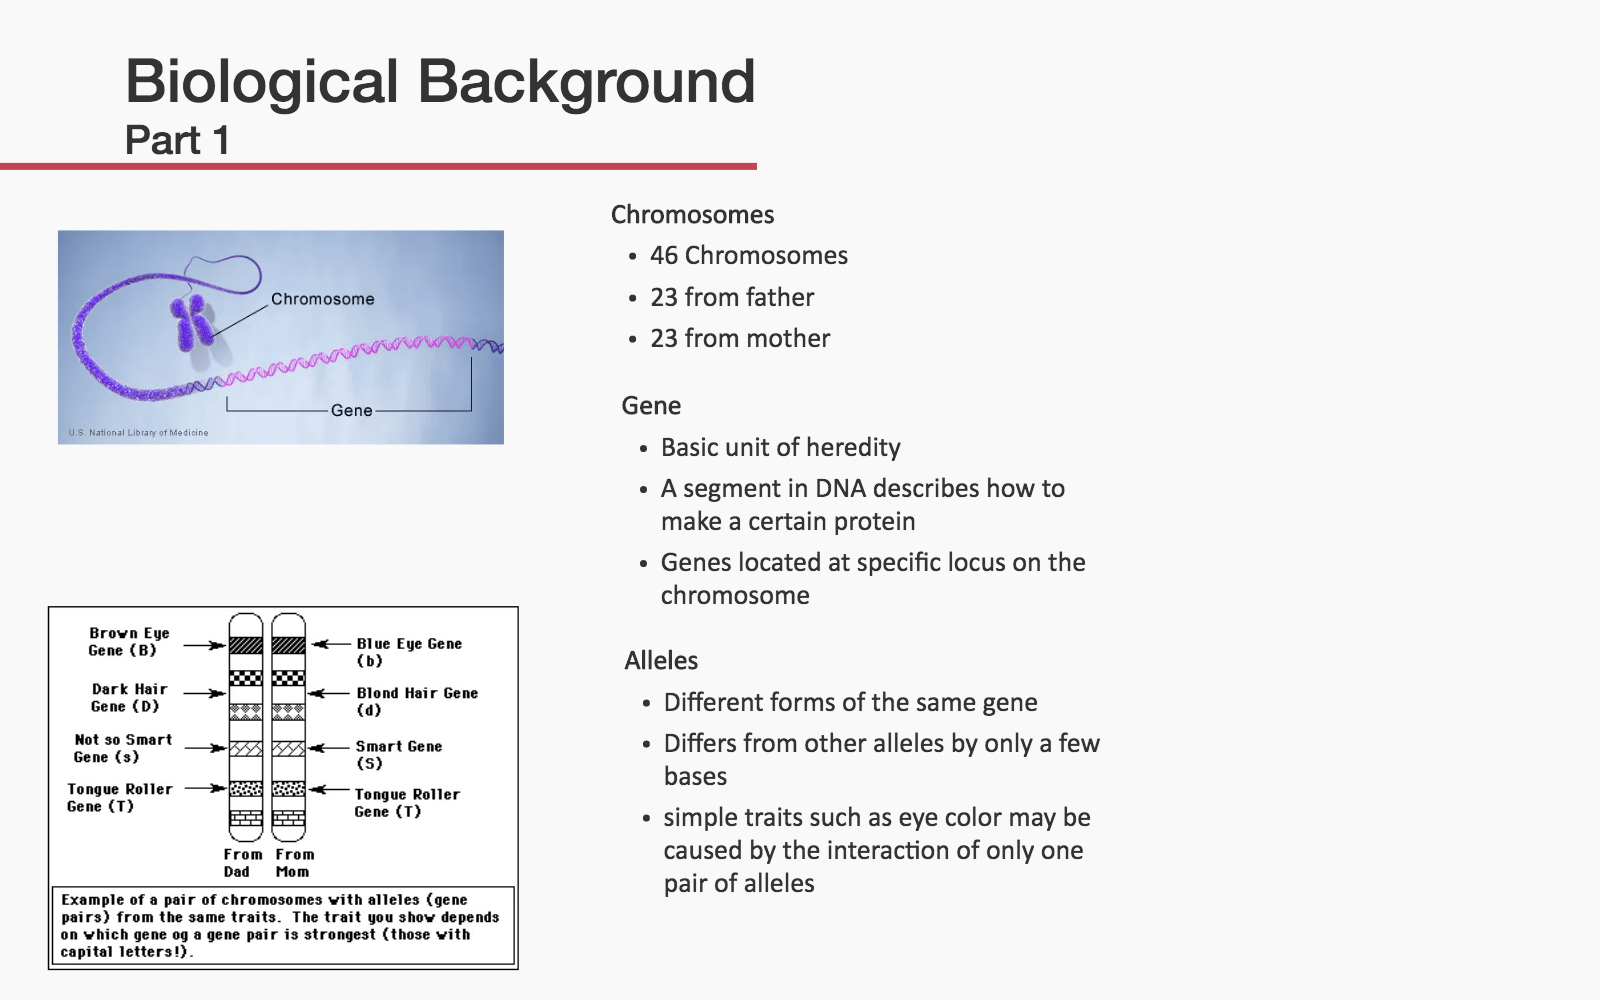 Biological Background
Part 1
Chromosome
Gene
U.S. National Library of Medicine
Chromosomes
• 46 Chromosomes
• 23 from father
• 23 from mother
Gene
• Basic unit of heredity
• A segment in DNA describes how to
make a certain protein
• Genes located at specific locus on the
chromosome
Alleles
• Different forms of the same gene
• Differs from other alleles by only a few
bases
• simple traits such as eye color may be
caused by the interaction of only one
pair of alleles
Brown Eye
Gene (B)
Blue Eye Gene
(b)
Dark Hair
Gene (D)
Blond Hair Gene
(d)
Not so Smart
Gene (s)
Smart Gene
(S)
Tongue Roller
Gene (T)
Tongue Roller
Gene (T)
From
Dad
From
Mom
Example of a pair of chromosomes with alleles (gene
pairs) from the same traits. The trait you show depends
on which gene og a gene pair is strongest (those with
capital letters!).